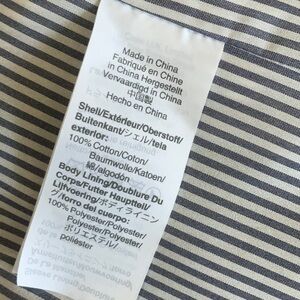 Made in China
Fabriqué en Chine
in China Hergestellt
Vervaardigd in China
中国製
Hecho en China
Shell/Extérieur/Oberstoff/
Buitenkant/シェル/tela
exterior:
100% Cotton/Coton/
Baumwolle/Katoen/
綿/algodón
Body Lining/Doublure Du
Corps/Futter Hauptteil/
Lijfvoering/ボディライニン
グ/forro del cuerpo:
100% Polyester/Polyester/
Polyester/Polyester/
ポリエステル/
poliéster